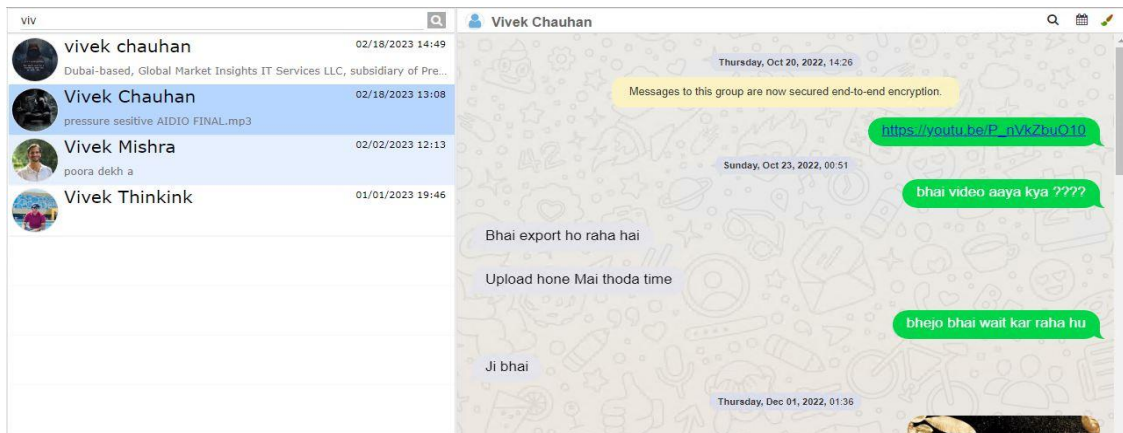 viv
vivek chauhan
02/18/2023 14:49
Dubai-based, Global Market Insights IT Services LLC, subsidiary of Pre...
Vivek Chauhan
02/18/2023 13:08
pressure sesitive AIDIO FINAL.mp3
Vivek Mishra
02/02/2023 12:13
poora dekh a
Vivek Thinkink
01/01/2023 19:46
Vivek Chauhan
Thursday, Oct 20, 2022, 14:26
Messages to this group are now secured end-to-end encryption.
https://youtu.be/P_nVkZbuO10
Sunday, Oct 23, 2022, 00:51
bhai video aaya kya ????
Bhai export ho raha hai
Upload hone Mai thoda time
bhejo bhai wait kar raha hu
Ji bhai
Thursday, Dec 01, 2022, 01:36